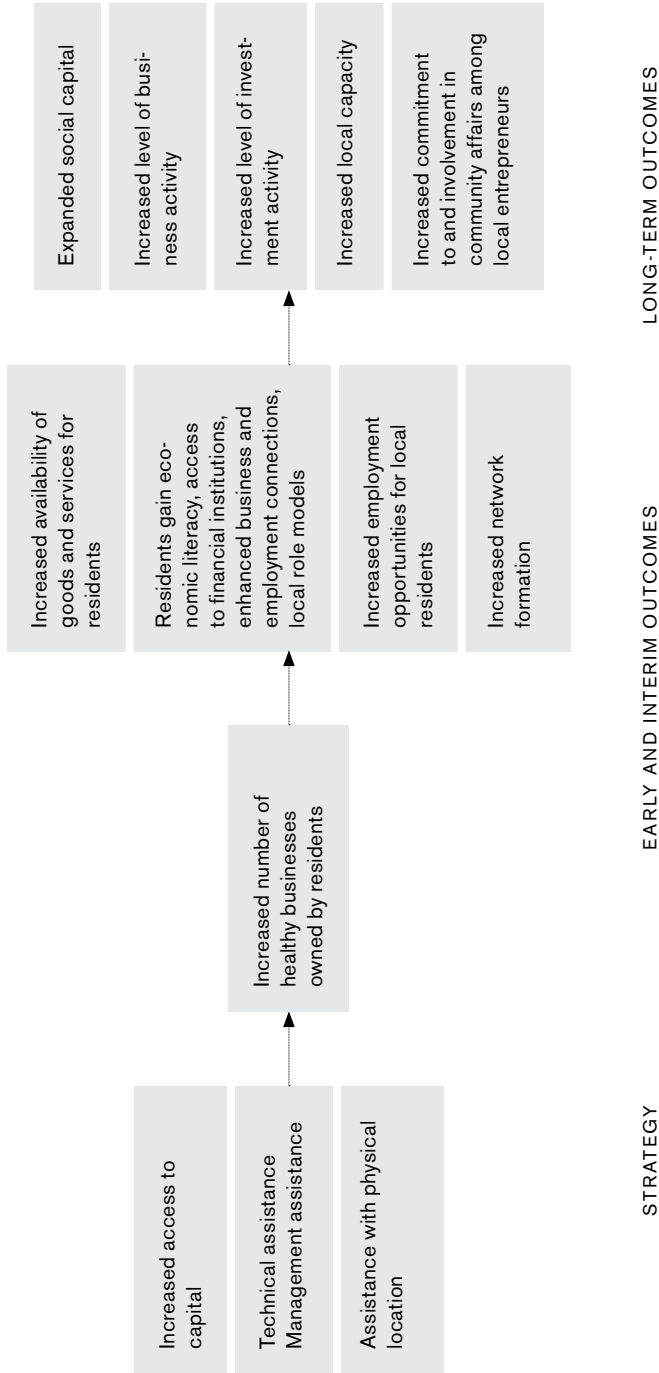 Increased access to
capital
Technical assistance
Management assistance
Assistance with physical
location
Increased number of
healthy businesses
owned by residents
Increased availability of
goods and services for
residents
Residents gain eco-
nomic literacy, access
to financial institutions,
enhanced business and
employment connections,
local role models
Increased employment
opportunities for local
residents
Increased network
formation
Expanded social capital
Increased level of busi-
ness activity
Increased level of invest-
ment activity
Increased local capacity
Increased commitment
to and involvement in
community affairs among
local entrepreneurs
STRATEGY
EARLY AND INTERIM OUTCOMES
LONG-TERM OUTCOMES